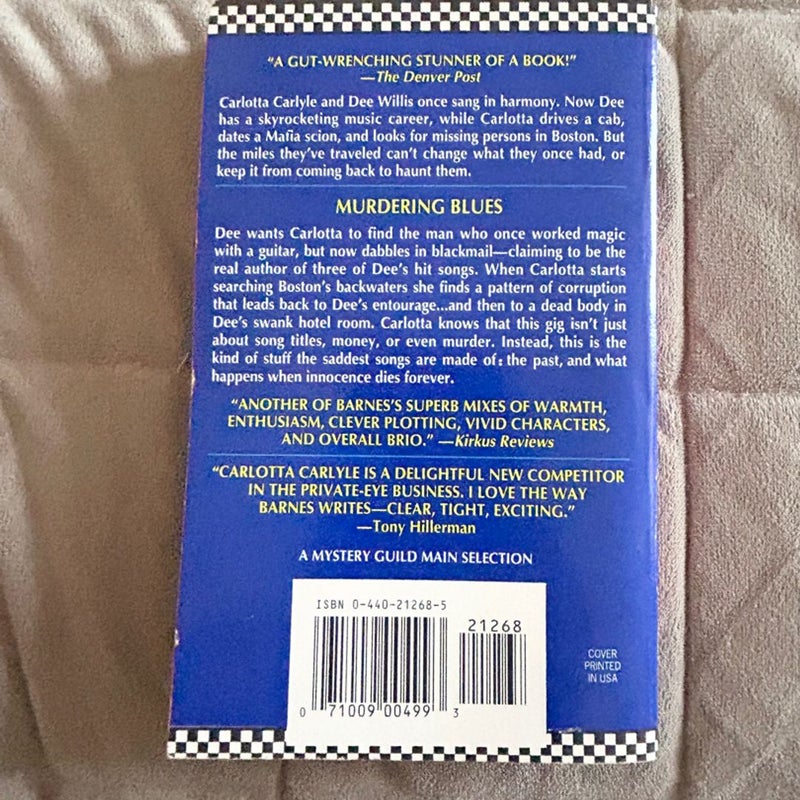 “A GUT-WRENCHING STUNNER OF A BOOK!”
—The Denver Post
Carlotta Carlyle and Dee Willis once sang in harmony. Now Dee
has a skyrocketing music career, while Carlotta drives a cab,
dates a Mafia scion, and looks for missing persons in Boston. But
the miles they’ve traveled can’t change what they once had, or
keep it from coming back to haunt them.
MURDERING BLUES
Dee wants Carlotta to find the man who once worked magic
with a guitar, but now dabbles in blackmail—claiming to be the
real author of three of Dee’s hit songs. When Carlotta starts
searching Boston’s backwaters she finds a pattern of corruption
that leads back to Dee’s entourage...and then to a dead body in
Dee’s swank hotel room. Carlotta knows that this gig isn’t just
about song titles, money, or even murder. Instead, this is the
kind of stuff the saddest songs are made of: the past, and what
happens when innocence dies forever.
“ANOTHER OF BARNES’S SUPERB MIXES OF WARMTH,
ENTHUSIASM, CLEVER PLOTTING, VIVID CHARACTERS,
AND OVERALL BRIO.” —Kirkus Reviews
“CARLOTTA CARLYLE IS A DELIGHTFUL NEW COMPETITOR
IN THE PRIVATE-EYE BUSINESS. I LOVE THE WAY
BARNES WRITES—CLEAR, TIGHT, EXCITING.”
—Tony Hillerman
A MYSTERY GUILD MAIN SELECTION
ISBN 0-440-21268-5
21268
0 71009 00499 3
COVER
PRINTED
IN USA